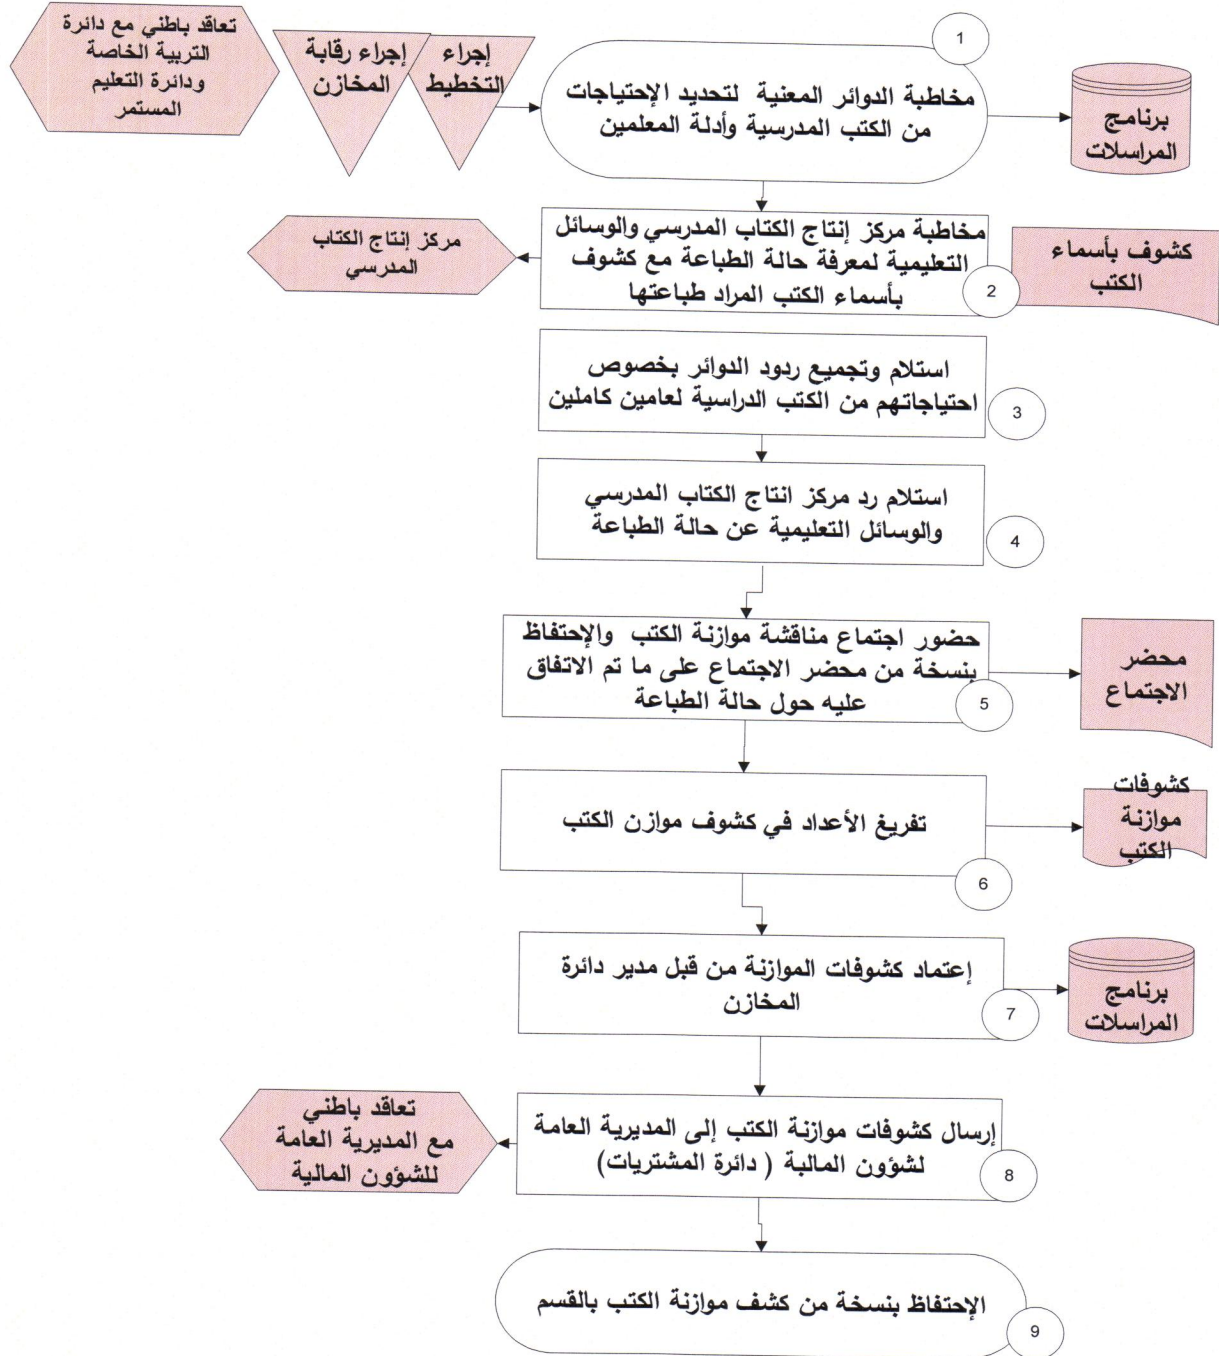 تعاقد باطني مع دائرة
التربية الخاصة
ودائرة التعليم
المستمر
إجراء رقابة
المخازن
إجراء
التخطيط
1
مخاطبة الدوائر المعنية لتحديد الإحتياجات
من الكتب المدرسية وأدلة المعلمين
برنامج
المراسلات
مركز إنتاج الكتاب
المدرسي
مخاطبة مركز إنتاج الكتاب المدرسي والوسائل
التعليمية لمعرفة حالة الطباعة مع كشوف
بأسماء الكتب المراد طباعتها
2
كشوف بأسماء
الكتب
استلام وتجميع ردود الدوائر بخصوص
احتياجاتهم من الكتب الدراسية لعامين كاملين
3
استلام رد مركز انتاج الكتاب المدرسي
والوسائل التعليمية عن حالة الطباعة
4
حضور اجتماع مناقشة موازنة الكتب والإحتفاظ
بنسخة من محضر الاجتماع على ما تم الاتفاق
عليه حول حالة الطباعة
5
محضر
الاجتماع
تفريغ الأعداد في كشوف موازن الكتب
6
كشوفات
موازنة
الكتب
إعتماد كشوفات الموازنة من قبل مدير دائرة
المخازن
7
برنامج
المراسلات
تعاقد باطني
مع المديرية العامة
للشؤون المالية
إرسال كشوفات موازنة الكتب إلى المديرية العامة
لشؤون المالبة ( دائرة المشتريات)
8
الإحتفاظ بنسخة من كشف موازنة الكتب بالقسم
9